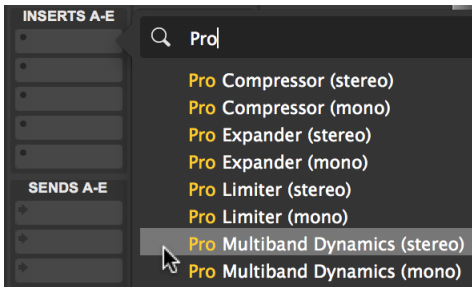 INSERTS A-E
Pro
Pro Compressor (stereo)
Pro Compressor (mono)
Pro Expander (stereo)
Pro Expander (mono)
Pro Limiter (stereo)
Pro Limiter (mono)
SENDS A-E
Pro Multiband Dynamics (stereo)
Pro Multiband Dynamics (mono)